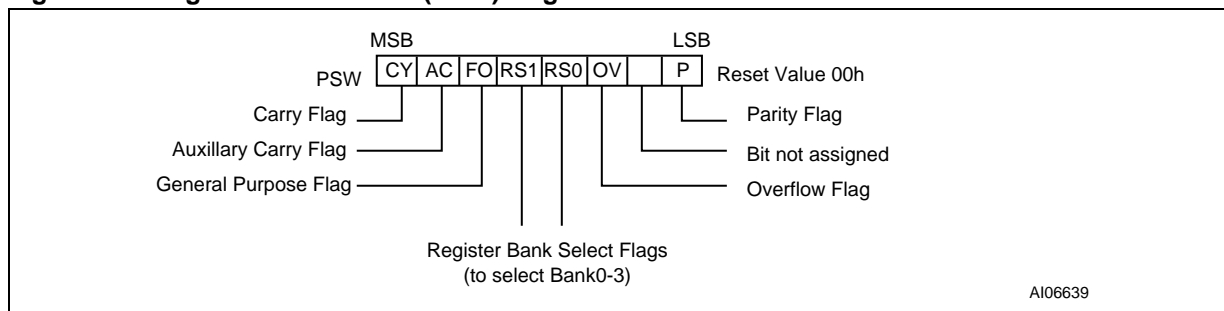 MSB LSB
PSW CY AC FO RS1 RS0 OV P Reset Value 00h
Carry Flag Parity Flag
Auxillary Carry Flag Bit not assigned
General Purpose Flag Overflow Flag
Register Bank Select Flags
(to select Bank0-3)
AI06639